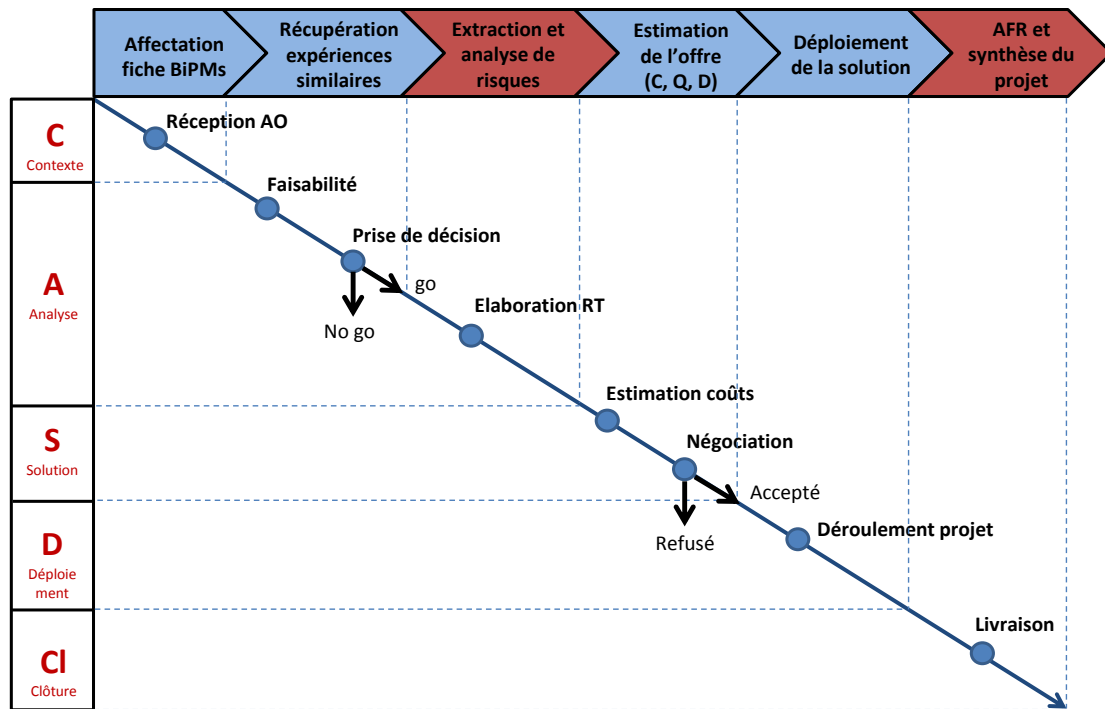 Affectation
fiche BiPMs
Récupération
expériences
similaires
Extraction et
analyse de
risques
Estimation
de l’offre
(C, Q, D)
Déploiement
de la solution
AFR et
synthèse du
projet
C
Contexte
Réception AO
A
Analyse
Faisabilité
Prise de décision
go
No go
Elaboration RT
S
Solution
Estimation coûts
Négociation
Accepté
Refusé
D
Déploie
ment
Déroulement projet
Cl
Clôture
Livraison